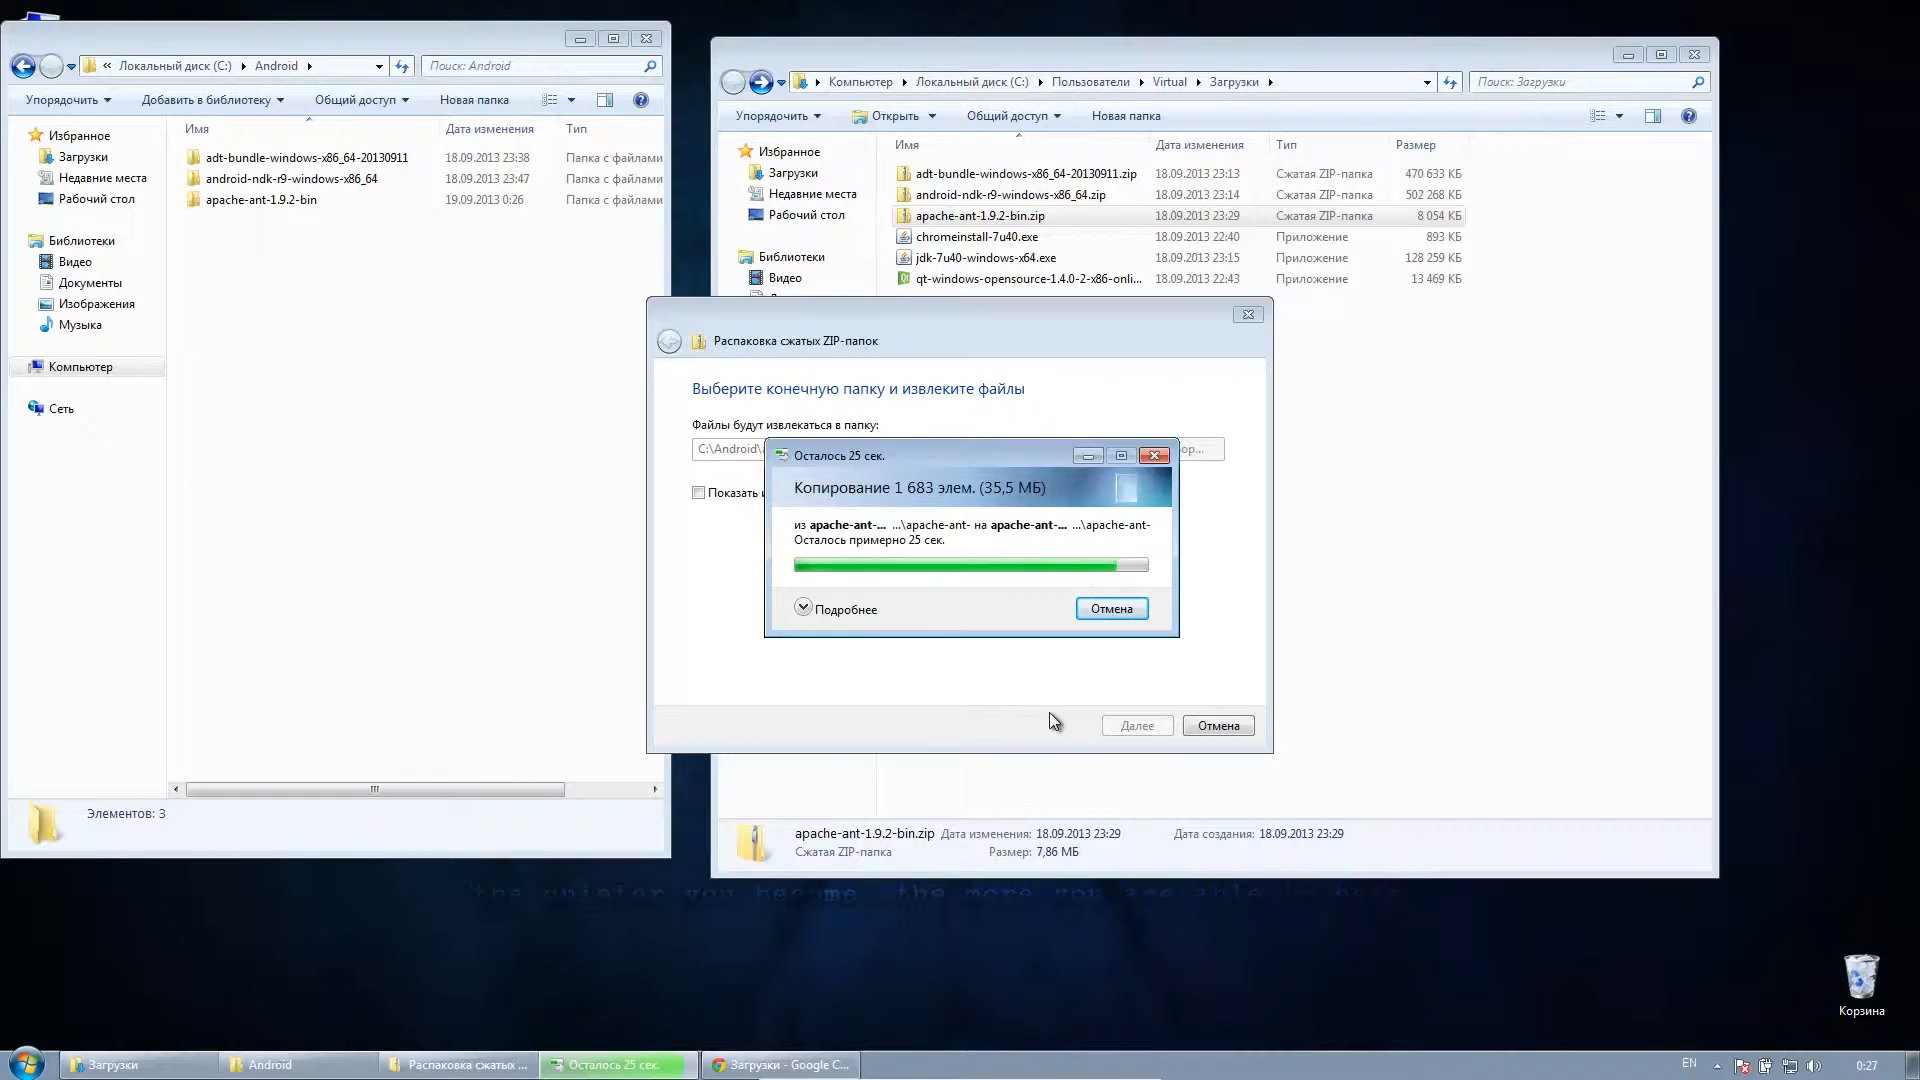 « Локальный диск (C:) Android
Поиск: Android
Упорядочить Добавить в библиотеку Общий доступ Новая папка
Имя Дата изменения Тип
Избранное
Загрузки
Недавние места
Рабочий стол
Библиотеки
Видео
Документы
Изображения
Музыка
Компьютер
Сеть
adt-bundle-windows-x86_64-20130911 18.09.2013 23:38 Папка с файлами
android-ndk-r9-windows-x86_64 18.09.2013 23:47 Папка с файлами
apache-ant-1.9.2-bin 19.09.2013 0:26 Папка с файлами
Элементов: 3
Компьютер Локальный диск (C:) Пользователи Virtual Загрузки
Поиск: Загрузки
Упорядочить Открыть Общий доступ Новая папка
Имя Дата изменения Тип Размер
Избранное
Загрузки
Недавние места
Рабочий стол
Библиотеки
Видео
adt-bundle-windows-x86_64-20130911.zip 18.09.2013 23:13 Сжатая ZIP-папка 470 633 КБ
android-ndk-r9-windows-x86_64.zip 18.09.2013 23:14 Сжатая ZIP-папка 502 268 КБ
apache-ant-1.9.2-bin.zip 18.09.2013 23:29 Сжатая ZIP-папка 8 054 КБ
chromeinstall-7u40.exe 18.09.2013 22:40 Приложение 893 КБ
jdk-7u40-windows-x64.exe 18.09.2013 23:15 Приложение 128 259 КБ
qt-windows-opensource-1.4.0-2-x86-onli... 18.09.2013 22:43 Приложение 13 469 КБ
Распаковка сжатых ZIP-папок
Выберите конечную папку и извлеките файлы
Файлы будут извлекаться в папку:
C:\Android\
ор...
Показать
Осталось 25 сек.
Копирование 1 683 элем. (35,5 МБ)
из apache-ant-... ...\apache-ant- на apache-ant-... ...\apache-ant-
Осталось примерно 25 сек.
Подробнее Отмена
Далее Отмена
apache-ant-1.9.2-bin.zip Дата изменения: 18.09.2013 23:29 Дата создания: 18.09.2013 23:29
Сжатая ZIP-папка Размер: 7,86 МБ
the quieter you become, the more you are able
Корзина
Загрузки Android Распаковка сжатых ... Осталось 25 сек. Загрузки - Google C... EN 0:27